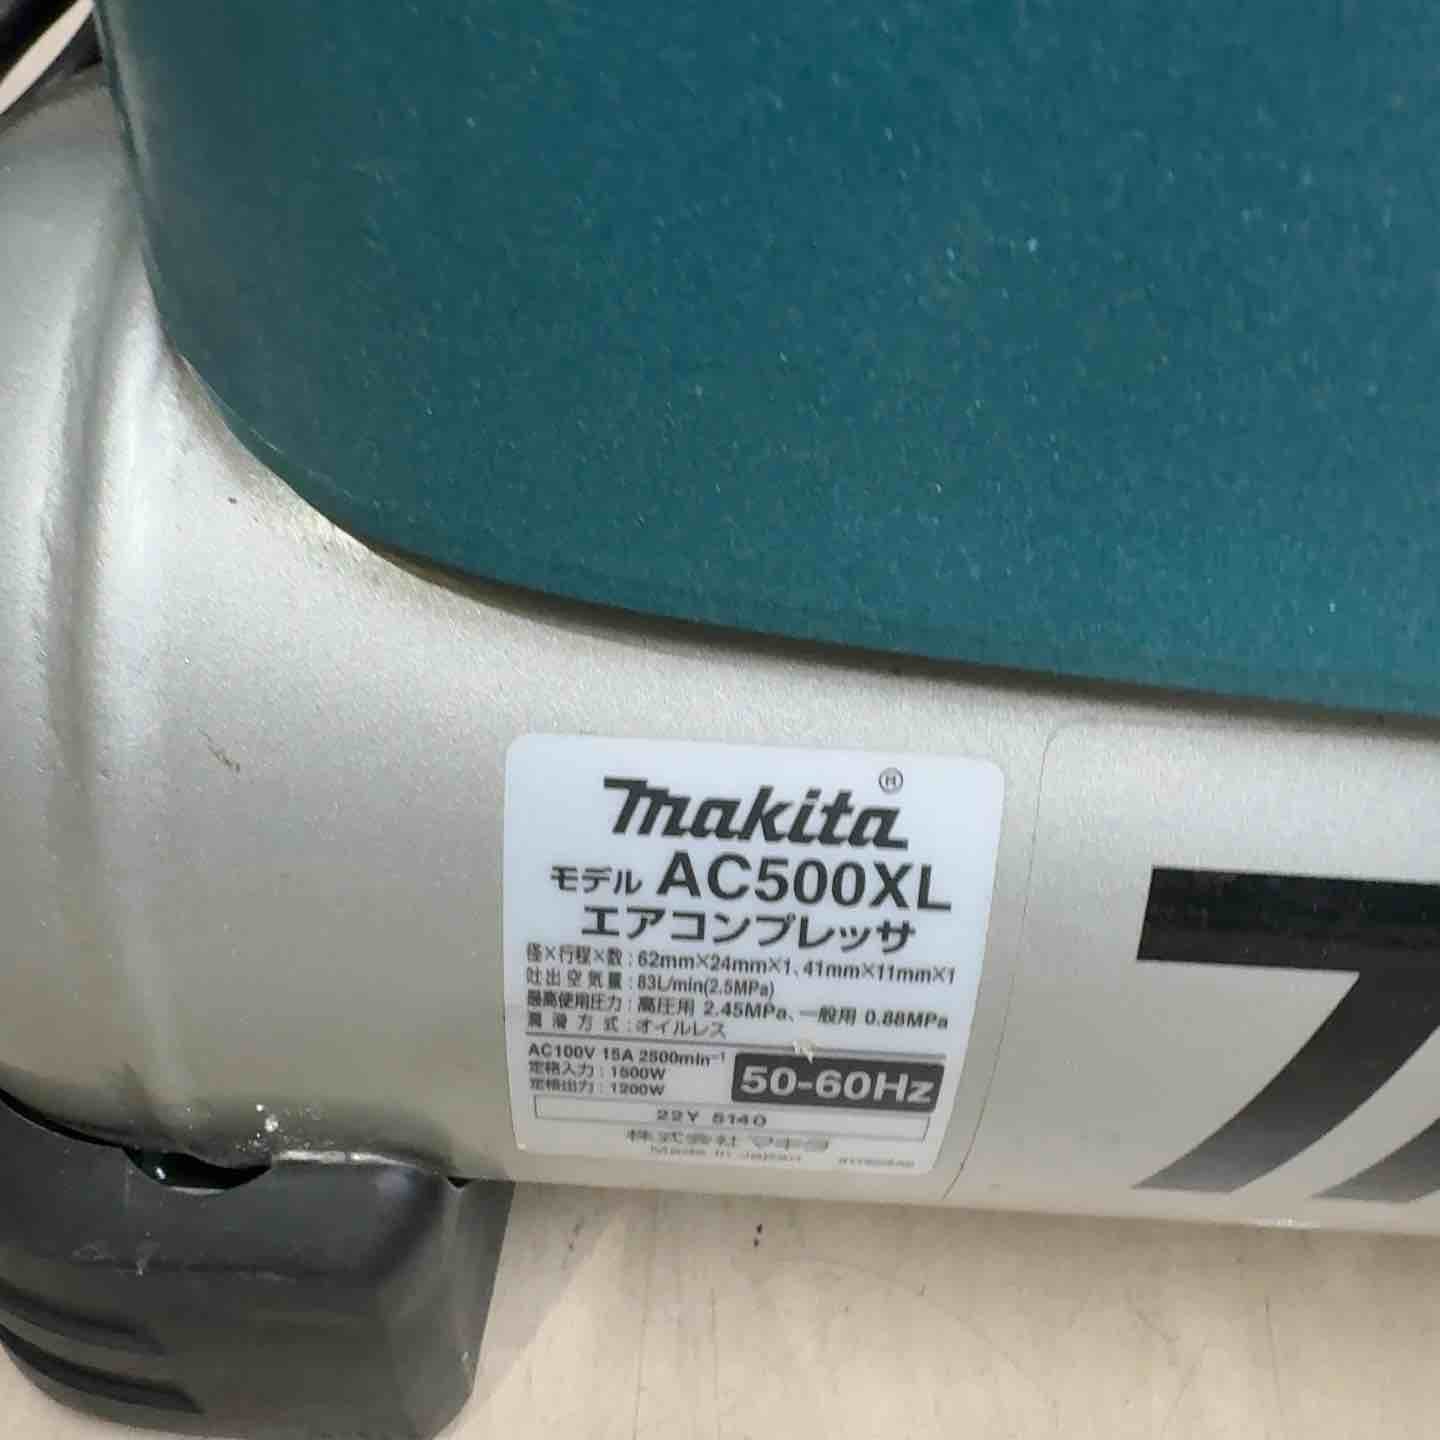 makita®
モデル AC500XL
エアコンプレッサ
径×行程×数：62mm×24mm×1、41mm×11mm×1
吐出空気量：83L/min(2.5MPa)
最高使用圧力：高圧用 2.45MPa、一般用 0.88MPa
潤滑方式：オイルレス
AC100V 15A 2500min⁻¹
定格入力：1500W
定格出力：1200W
50-60Hz
22Y 5140
株式会社マキタ
Made in Japan